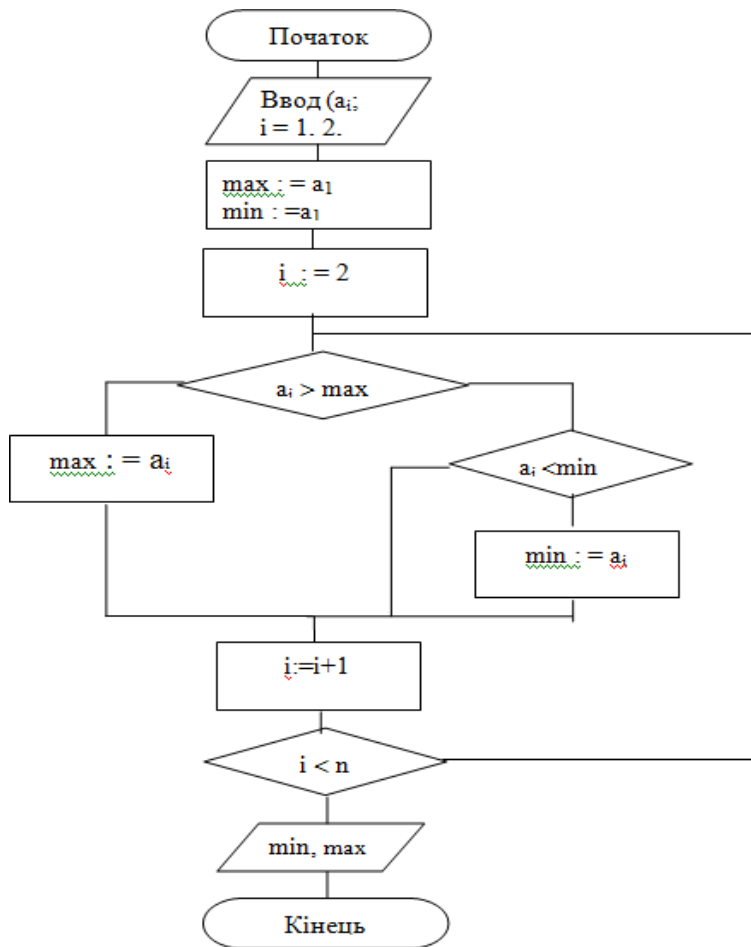 Початок
Ввод (aᵢ;
i = 1, 2,
max : = a₁
min : =a₁
i : = 2
aᵢ > max
max : = aᵢ
aᵢ <min
min : = aᵢ
i:=i+1
i < n
min, max
Кінець